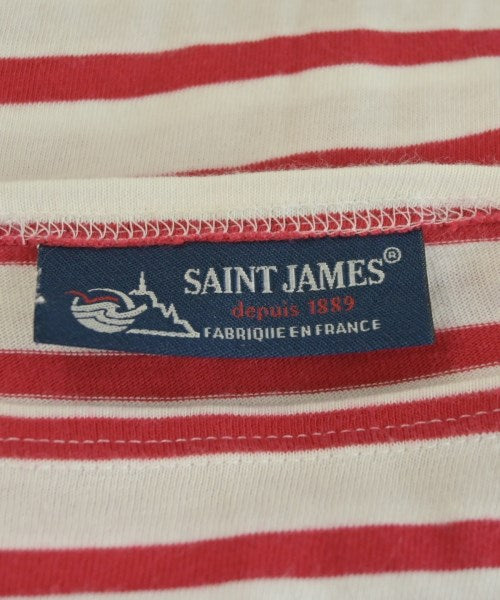 SAINT JAMES®
depuis 1889
FABRIQUE EN FRANCE